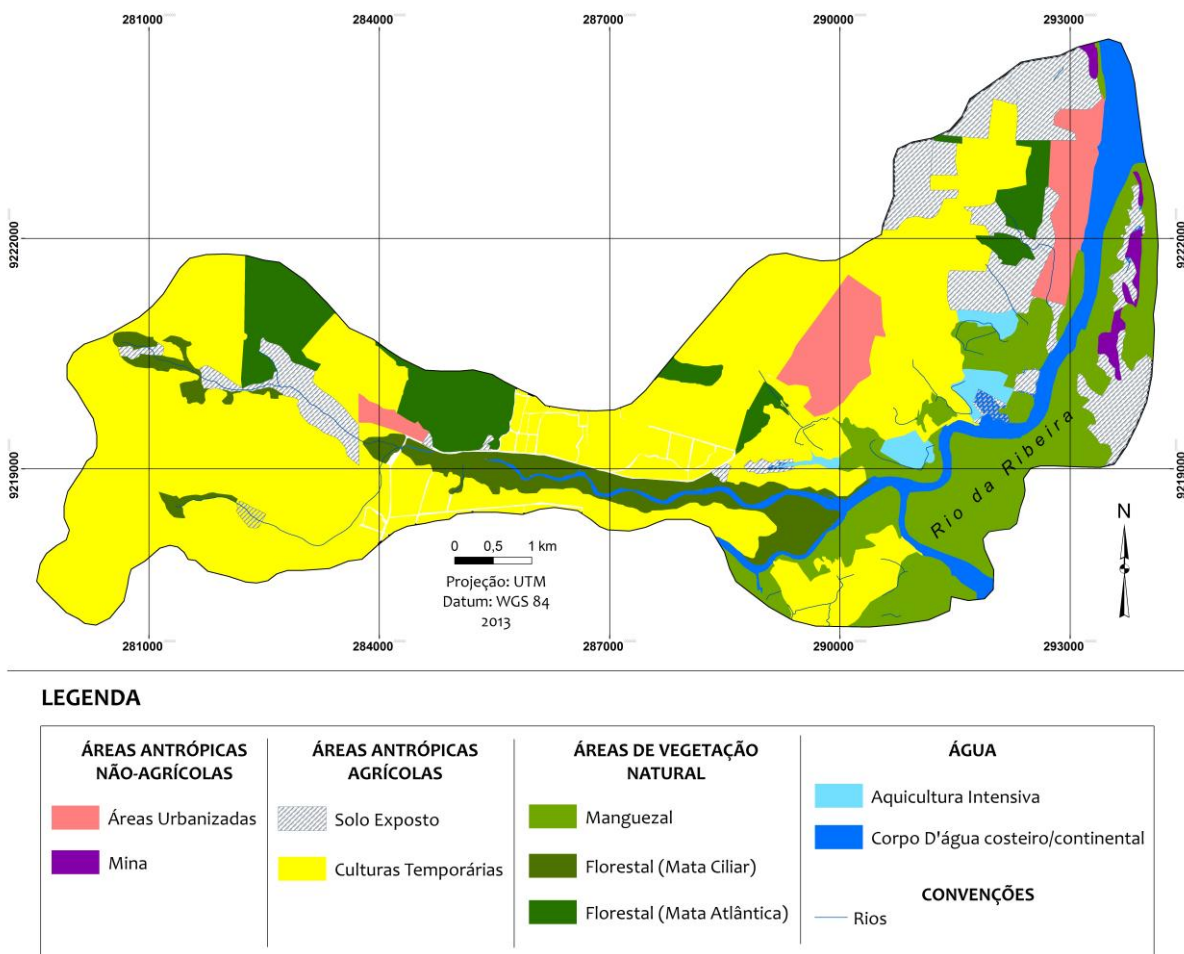 281000
284000
287000
290000
293000
9222000
9222000
9219000
9219000
Rio da Ribeira
N
0 0,5 1 km
Projeção: UTM
Datum: WGS 84
2013
281000
284000
287000
290000
293000
LEGENDA
ÁREAS ANTRÓPICAS
NÃO-AGRÍCOLAS
Áreas Urbanizadas
Mina
ÁREAS ANTRÓPICAS
AGRÍCOLAS
Solo Exposto
Culturas Temporárias
ÁREAS DE VEGETAÇÃO
NATURAL
Manguezal
Florestal (Mata Ciliar)
Florestal (Mata Atlântica)
ÁGUA
Aquicultura Intensiva
Corpo D'água costeiro/continental
CONVENÇÕES
Rios